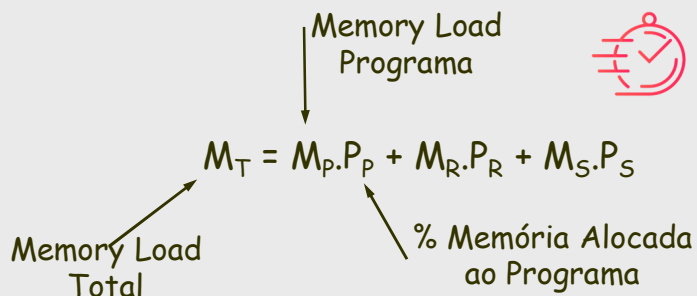 Memory Load
Programa
M_T = M_P.P_P + M_R.P_R + M_S.P_S
Memory Load
Total
% Memória Alocada
ao Programa